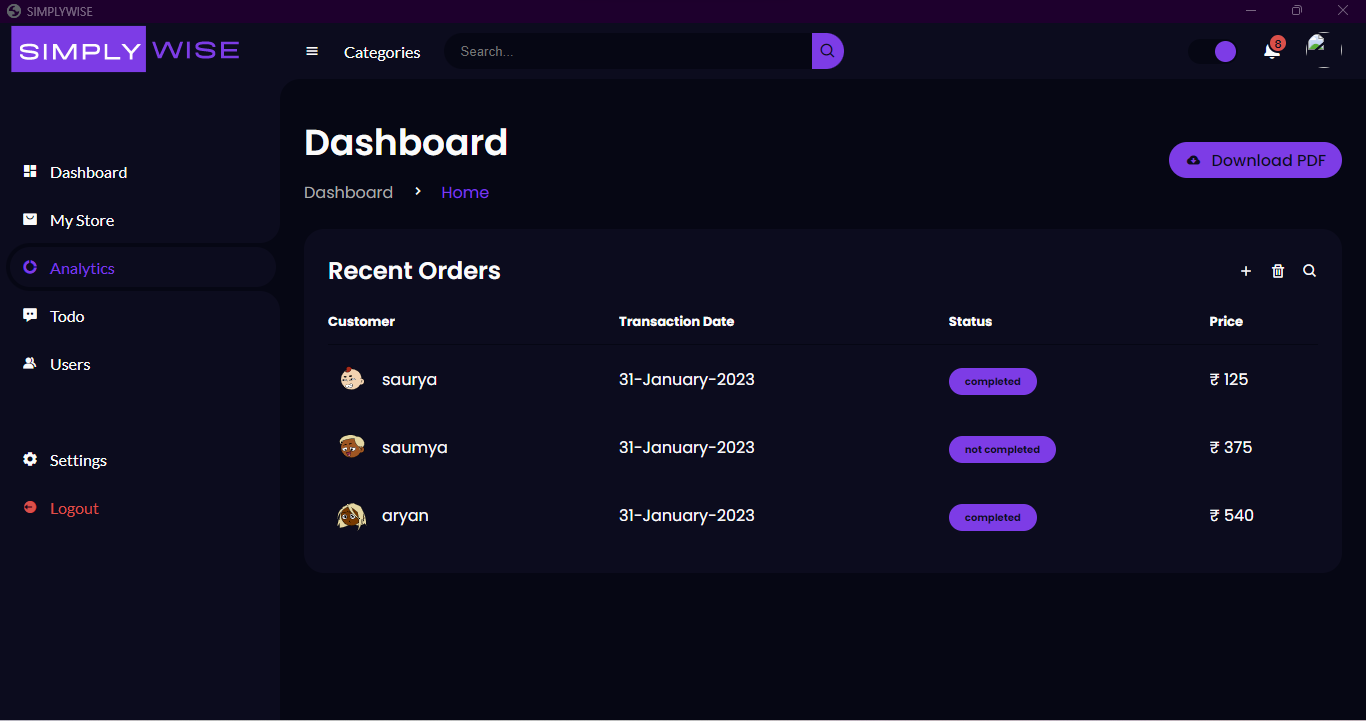 SIMPLYWISE
SIMPLY WISE
Categories
Search...
8
Dashboard
My Store
Analytics
Todo
Users
Settings
Logout
Dashboard
Dashboard > Home
Download PDF
Recent Orders
Customer Transaction Date Status Price
saurya 31-January-2023 completed ₹ 125
saumya 31-January-2023 not completed ₹ 375
aryan 31-January-2023 completed ₹ 540